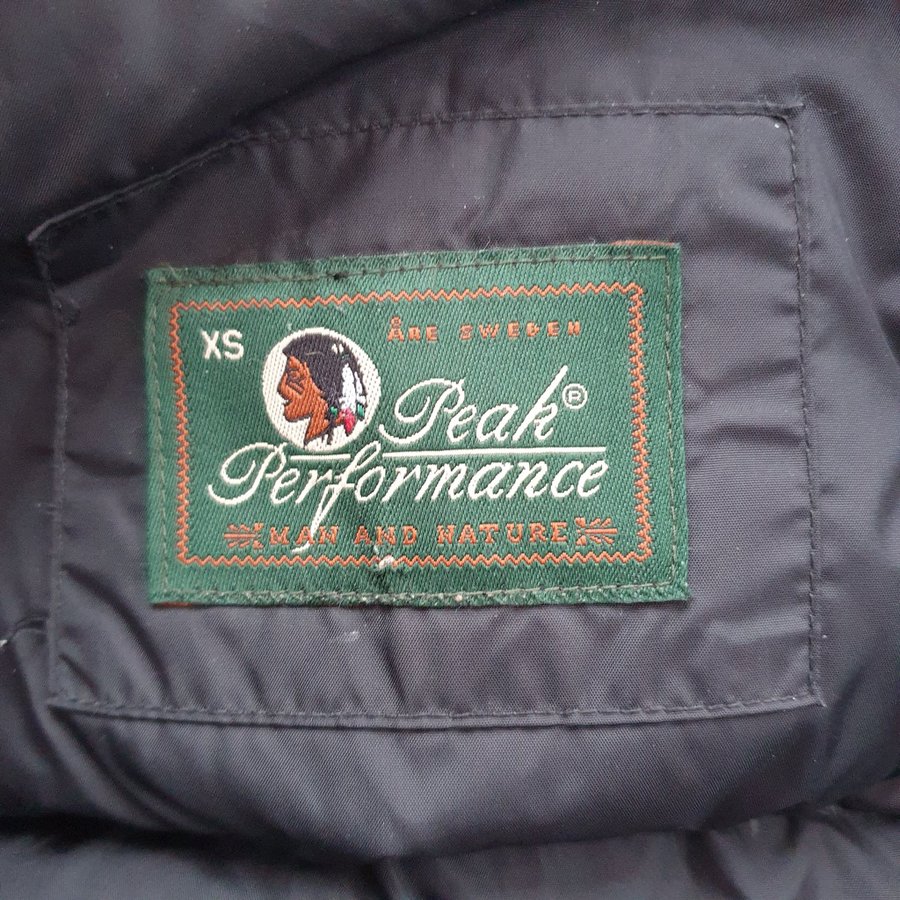 XS
ÅRE SWEDEN
Peak®
Performance
MAN AND NATURE